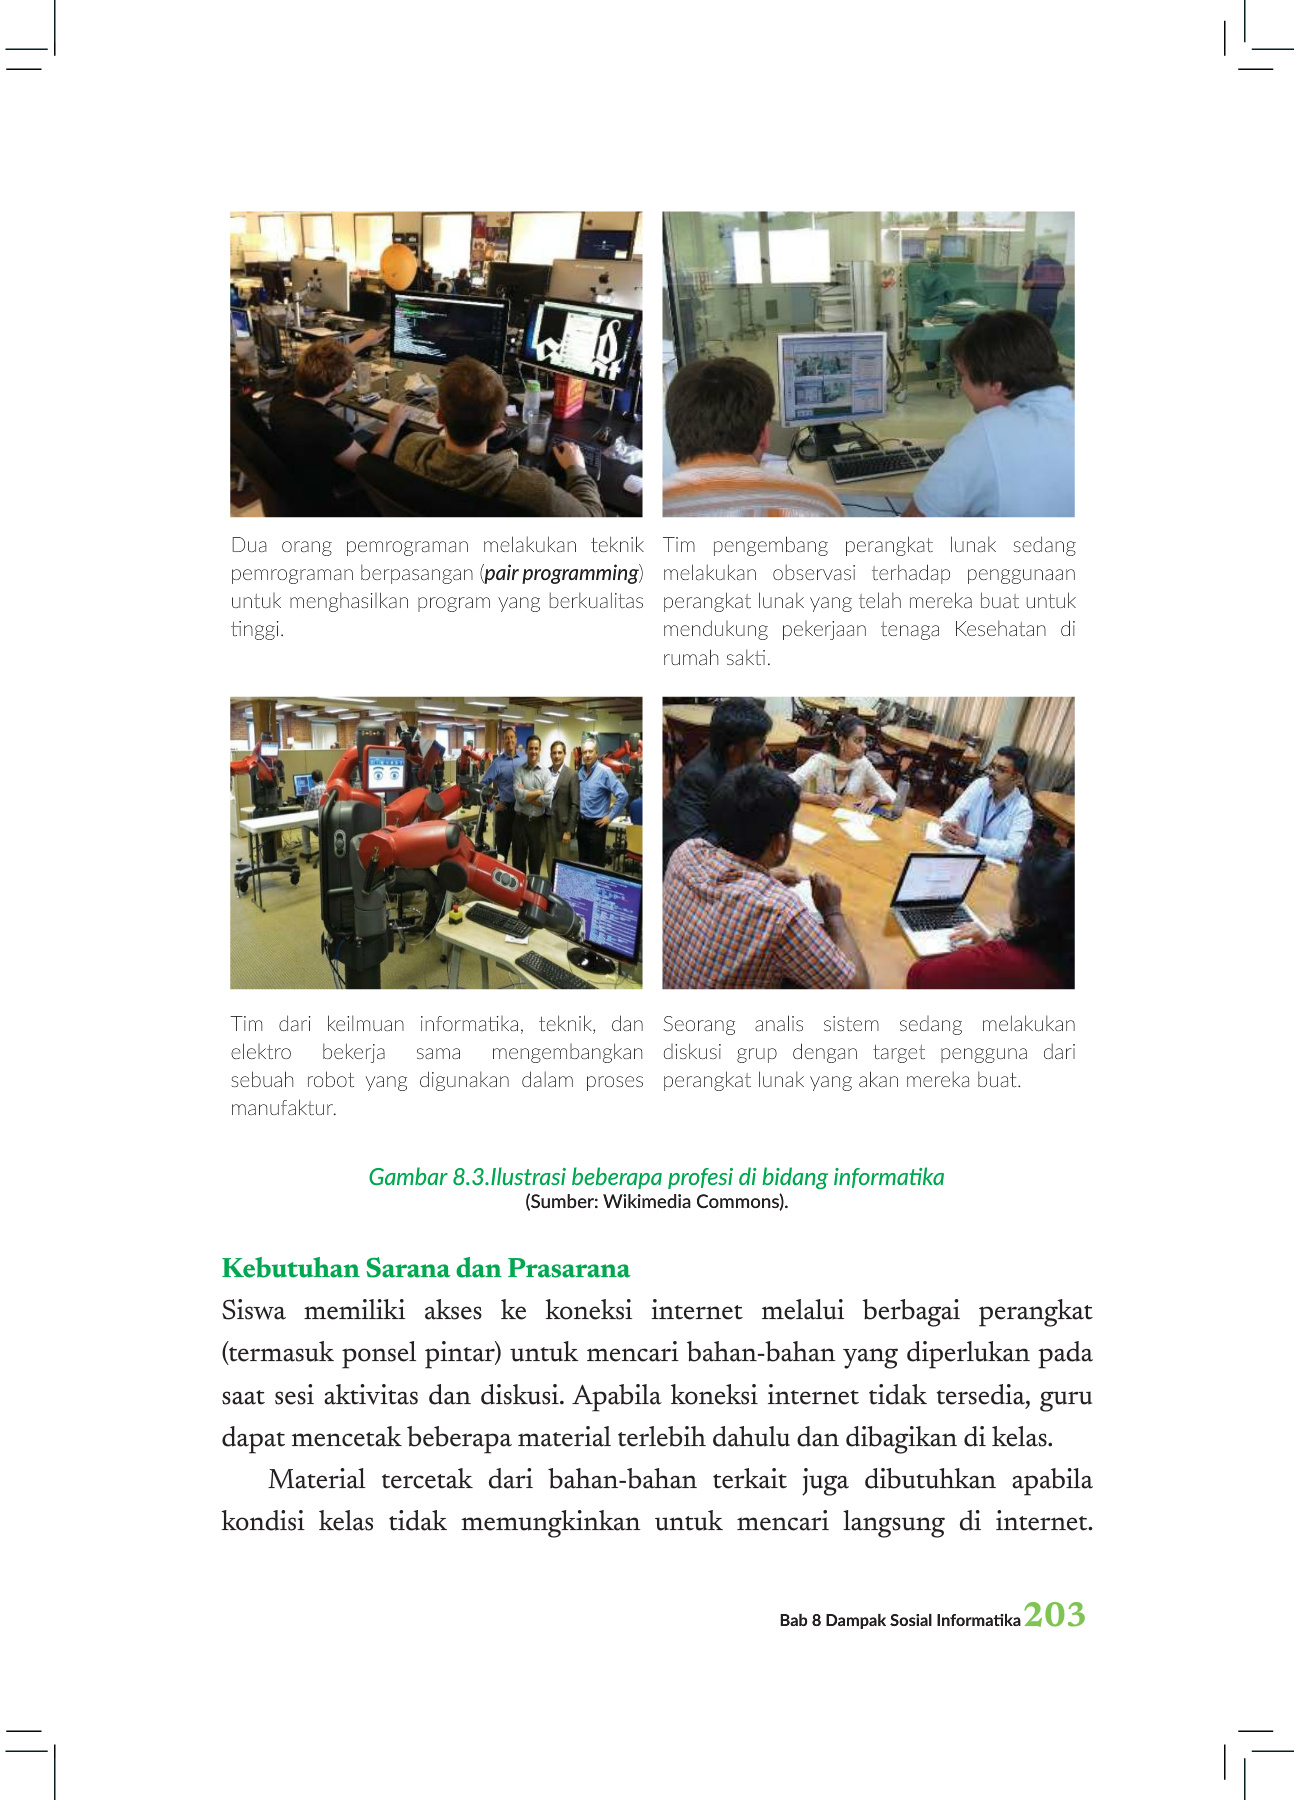 Dua orang pemrograman melakukan teknik
pemrograman berpasangan (pair programming)
untuk menghasilkan program yang berkualitas
tinggi.
Tim pengembang perangkat lunak sedang
melakukan observasi terhadap penggunaan
perangkat lunak yang telah mereka buat untuk
mendukung pekerjaan tenaga Kesehatan di
rumah sakti.
Tim dari keilmuan informatika, teknik, dan
elektro bekerja sama mengembangkan
sebuah robot yang digunakan dalam proses
manufaktur.
Seorang analis sistem sedang melakukan
diskusi grup dengan target pengguna dari
perangkat lunak yang akan mereka buat.
Gambar 8.3.Ilustrasi beberapa profesi di bidang informatika
(Sumber: Wikimedia Commons).
Kebutuhan Sarana dan Prasarana
Siswa memiliki akses ke koneksi internet melalui berbagai perangkat
(termasuk ponsel pintar) untuk mencari bahan-bahan yang diperlukan pada
saat sesi aktivitas dan diskusi. Apabila koneksi internet tidak tersedia, guru
dapat mencetak beberapa material terlebih dahulu dan dibagikan di kelas.
Material tercetak dari bahan-bahan terkait juga dibutuhkan apabila
kondisi kelas tidak memungkinkan untuk mencari langsung di internet.
Bab 8 Dampak Sosial Informatika 203